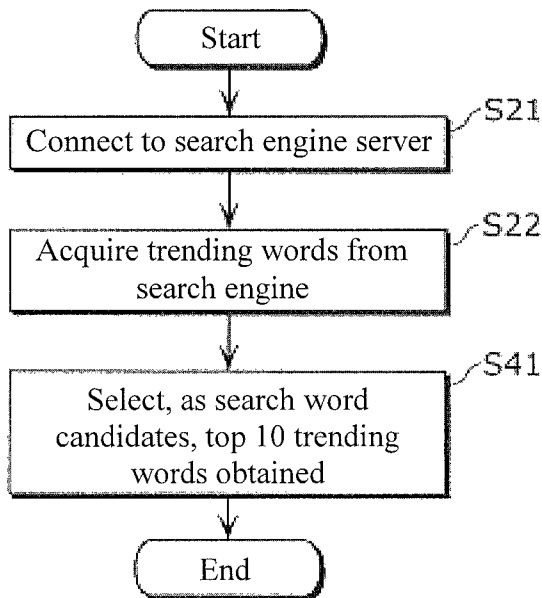 Start
S21
Connect to search engine server
S22
Acquire trending words from
search engine
S41
Select, as search word
candidates, top 10 trending
words obtained
End